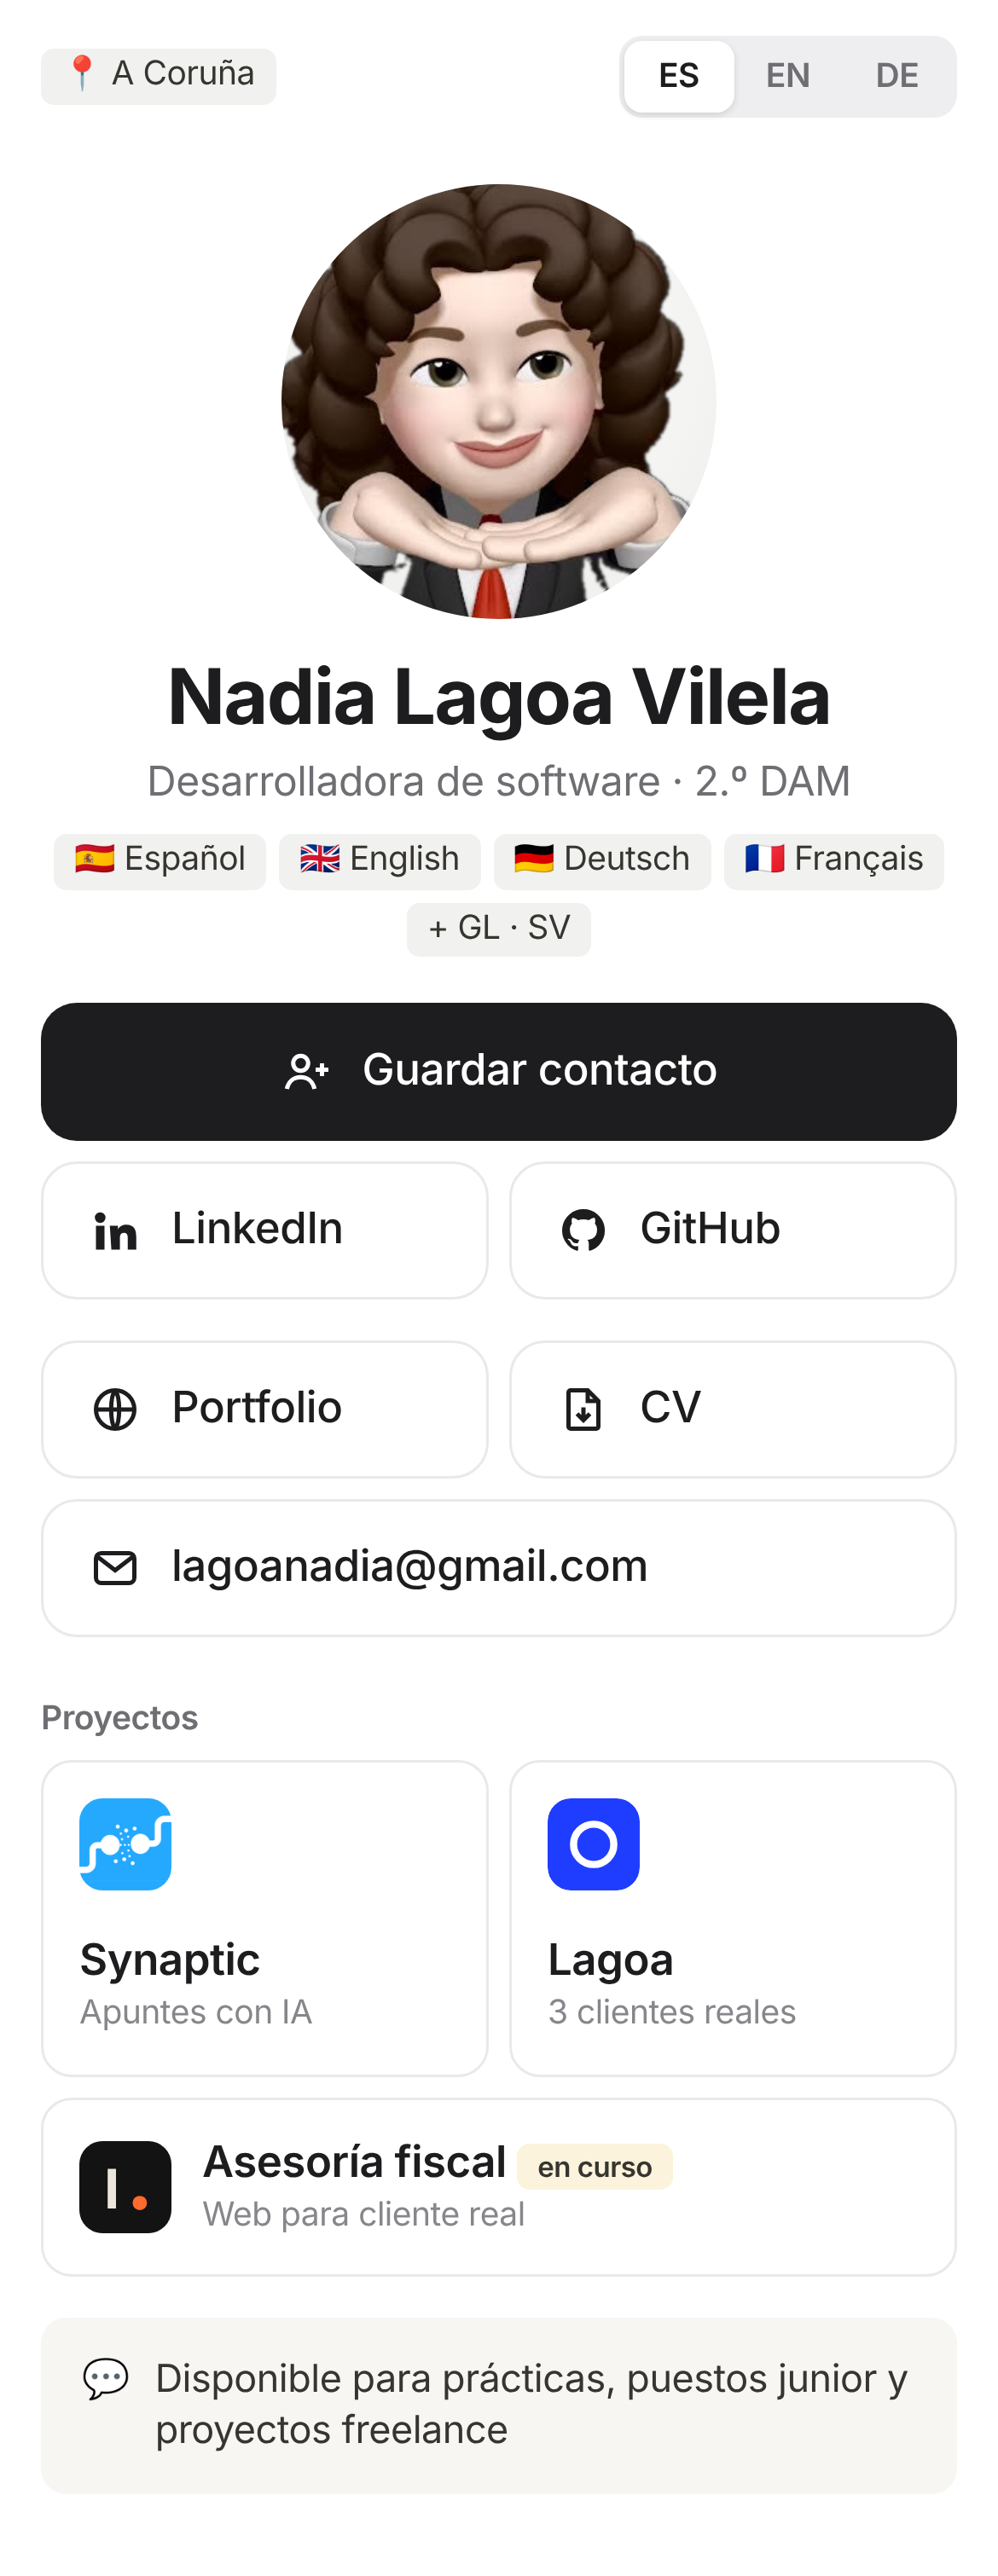 📍 A Coruña
ES EN DE
Nadia Lagoa Vilela
Desarrolladora de software · 2.º DAM
🇪🇸 Español 🇬🇧 English 🇩🇪 Deutsch 🇫🇷 Français
+ GL · SV
Guardar contacto
LinkedIn GitHub
Portfolio CV
lagoanadia@gmail.com
Proyectos
Synaptic
Apuntes con IA
Lagoa
3 clientes reales
I.
Asesoría fiscal en curso
Web para cliente real
💬 Disponible para prácticas, puestos junior y
proyectos freelance